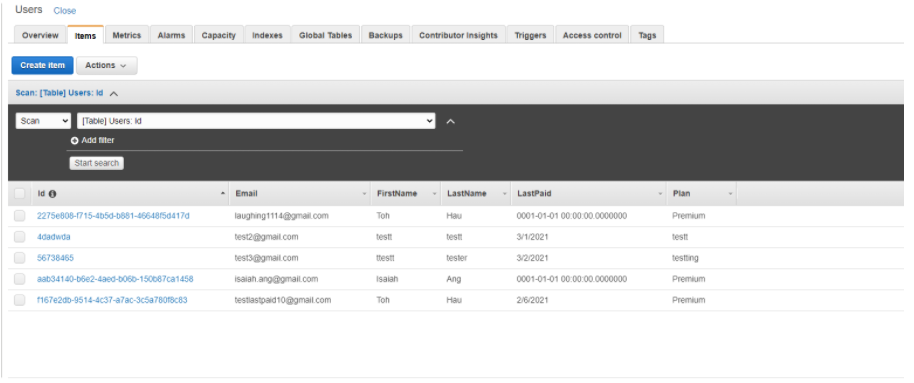 Users Close
Overview Items Metrics Alarms Capacity Indexes Global Tables Backups Contributor Insights Triggers Access control Tags
Create item Actions
Scan: [Table] Users: Id
Scan [Table] Users: Id
Add filter
Start search
Id Email FirstName LastName LastPaid Plan
2275e808-f715-4b5d-b881-46648f5d417d laughing1114@gmail.com Toh Hau 0001-01-01 00:00:00.0000000 Premium
4dadwda test2@gmail.com testt testt 3/1/2021 testt
56738465 test3@gmail.com ttestt tester 3/2/2021 testting
aab34140-b6e2-4aed-b06b-150b87ca1458 isaiah.ang@gmail.com Isaiah Ang 0001-01-01 00:00:00.0000000 Premium
f167e2db-9514-4c37-a7ac-3c5a780f8c83 testlastpaid10@gmail.com Toh Hau 2/6/2021 Premium